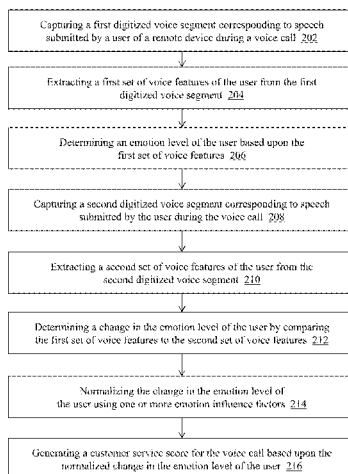 Capturing a first digitized voice segment corresponding to speech
submitted by a user of a remote device during a voice call 202
Extracting a first set of voice features of the user from the first
digitized voice segment 204
Determining an emotion level of the user based upon the
first set of voice features 206
Capturing a second digitized voice segment corresponding to speech
submitted by the user during the voice call 208
Extracting a second set of voice features of the user from the
second digitized voice segment 210
Determining a change in the emotion level of the user by comparing
the first set of voice features to the second set of voice features 212
Normalizing the change in the emotion level of
the user using one or more emotion influence factors 214
Generating a customer service score for the voice call based upon the
normalized change in the emotion level of the user 216